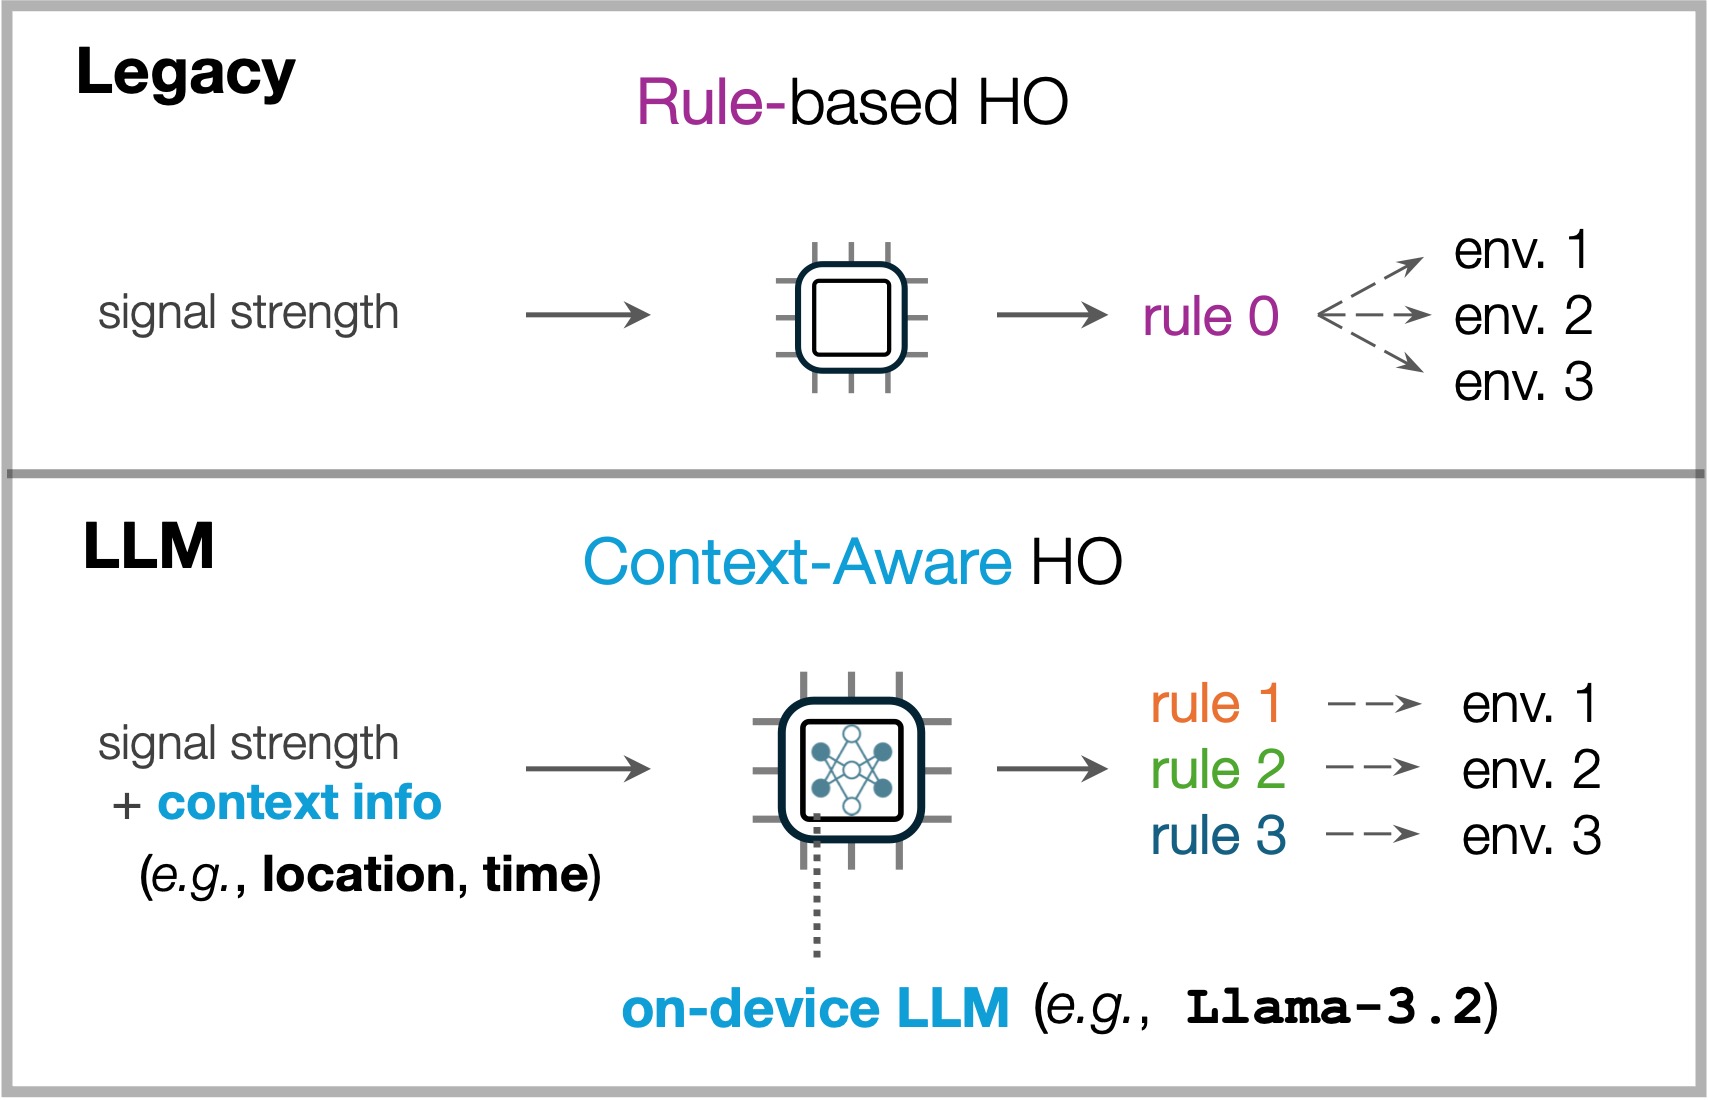 Legacy
Rule-based HO
signal strength
rule 0
env. 1
env. 2
env. 3
LLM
Context-Aware HO
signal strength
+ context info
(e.g., location, time)
rule 1
env. 1
rule 2
env. 2
rule 3
env. 3
on-device LLM (e.g., Llama-3.2)